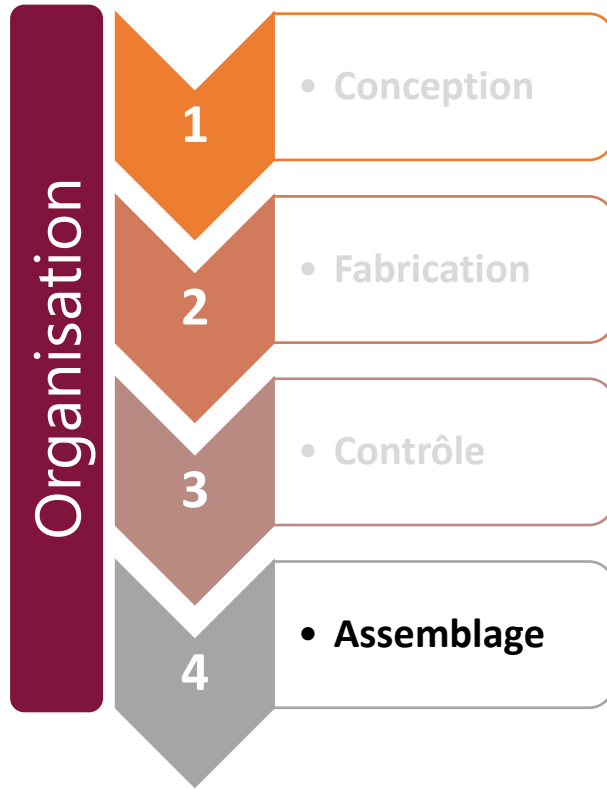 Organisation
1
• Conception
2
• Fabrication
3
• Contrôle
4
• Assemblage